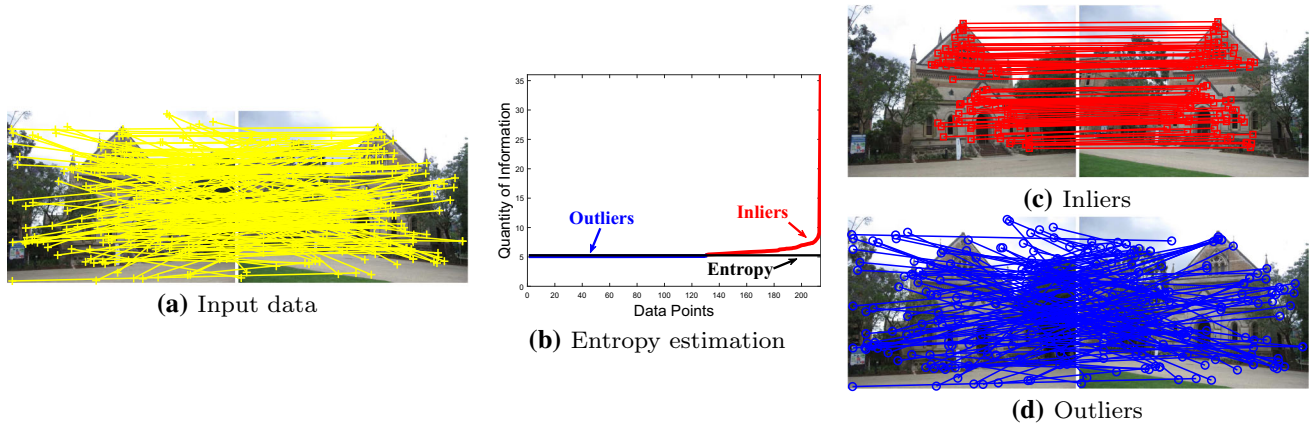 (a) Input data
Quantity of Information
35
30
25
20
15
10
5
0
Outliers
Inliers
Entropy
0 20 40 60 80 100 120 140 160 180 200
Data Points
(b) Entropy estimation
(c) Inliers
(d) Outliers